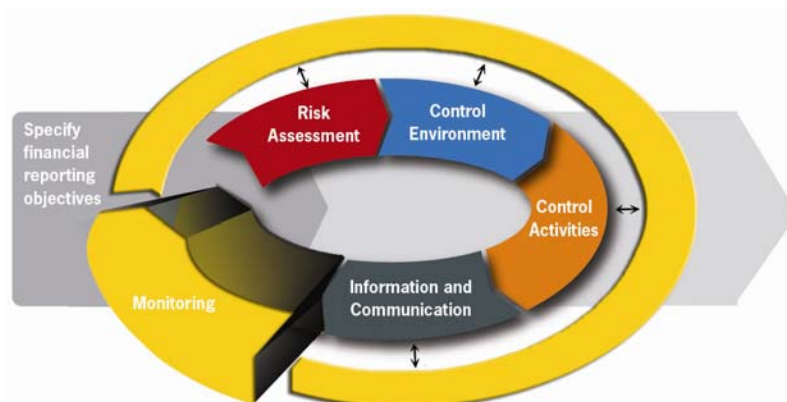 Specify
financial
reporting
objectives
Risk
Assessment
Control
Environment
Control
Activities
Information and
Communication
Monitoring